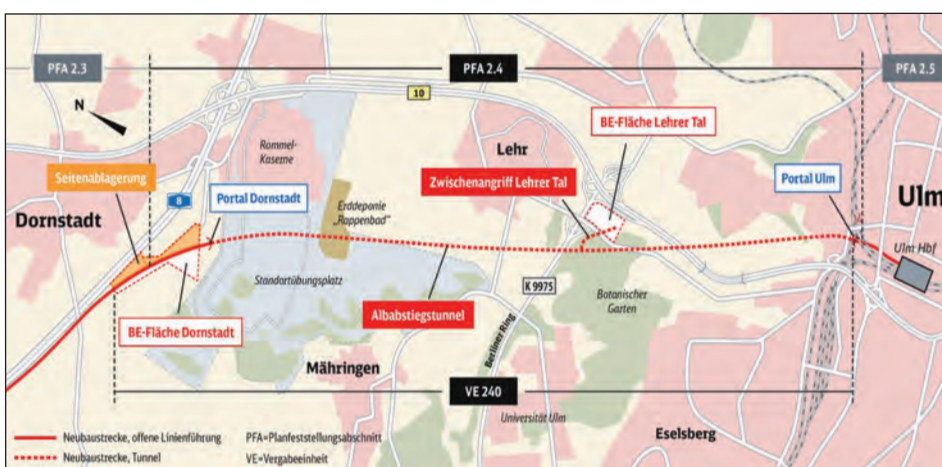 PFA 2.3
PFA 2.4
PFA 2.5
N
10
BE-Fläche Lehrer Tal
Rommel-
Kaserne
Lehr
Seitenablagerung
8
Portal Dornstadt
Zwischenangriff Lehrer Tal
Portal Ulm
Dornstadt
Erddeponie
„Rappenbad“
Ulm
Ulm Hbf
Standortübungsplatz
K 9975
Botanischer
Garten
BE-Fläche Dornstadt
Albabstiegstunnel
Berliner Ring
Mähringen
VE 240
Universität Ulm
Eselsberg
Neubaustrecke, offene Linienführung
PFA=Planfeststellungsabschnitt
Neubaustrecke, Tunnel
VE=Vergabeeinheit